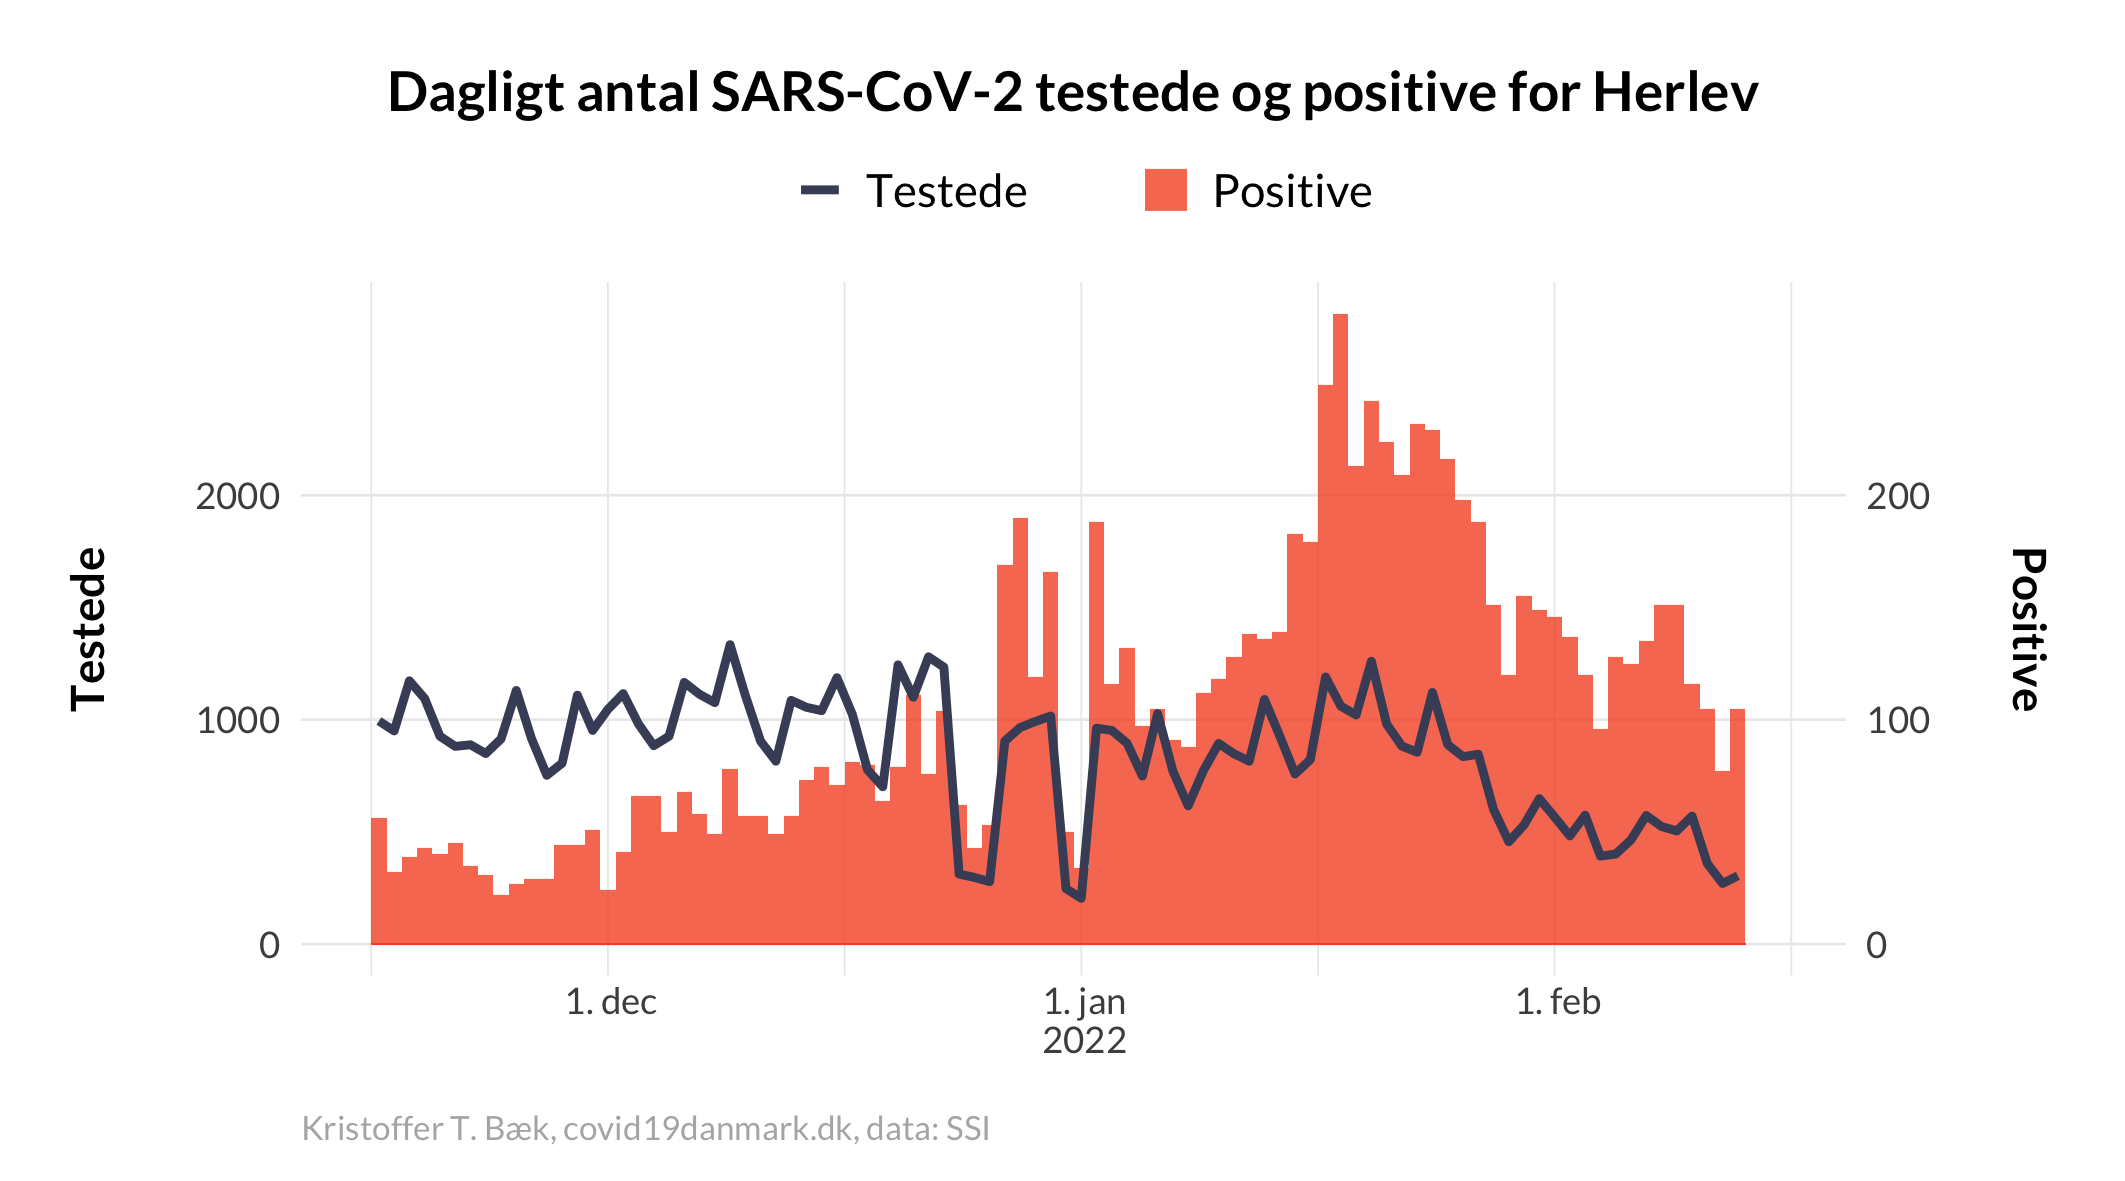 Dagligt antal SARS-CoV-2 testede og positive for Herlev
Testede
Positive
Testede
2000
1000
0
200
100
0
Positive
1. dec
1. jan
2022
1. feb
Kristoffer T. Bæk, covid19danmark.dk, data: SSI